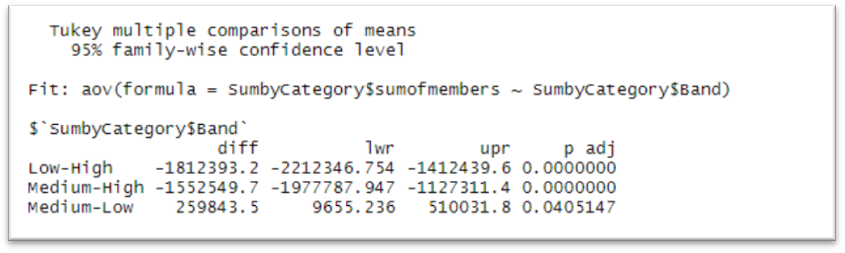 Tukey multiple comparisons of means
95% family-wise confidence level
Fit: aov(formula = SumbyCategory$sumofmembers ~ SumbyCategory$Band)
$`SumbyCategory$Band`
diff lwr upr p adj
Low-High -1812393.2 -2212346.754 -1412439.6 0.0000000
Medium-High -1552549.7 -1977787.947 -1127311.4 0.0000000
Medium-Low 259843.5 9655.236 510031.8 0.0405147